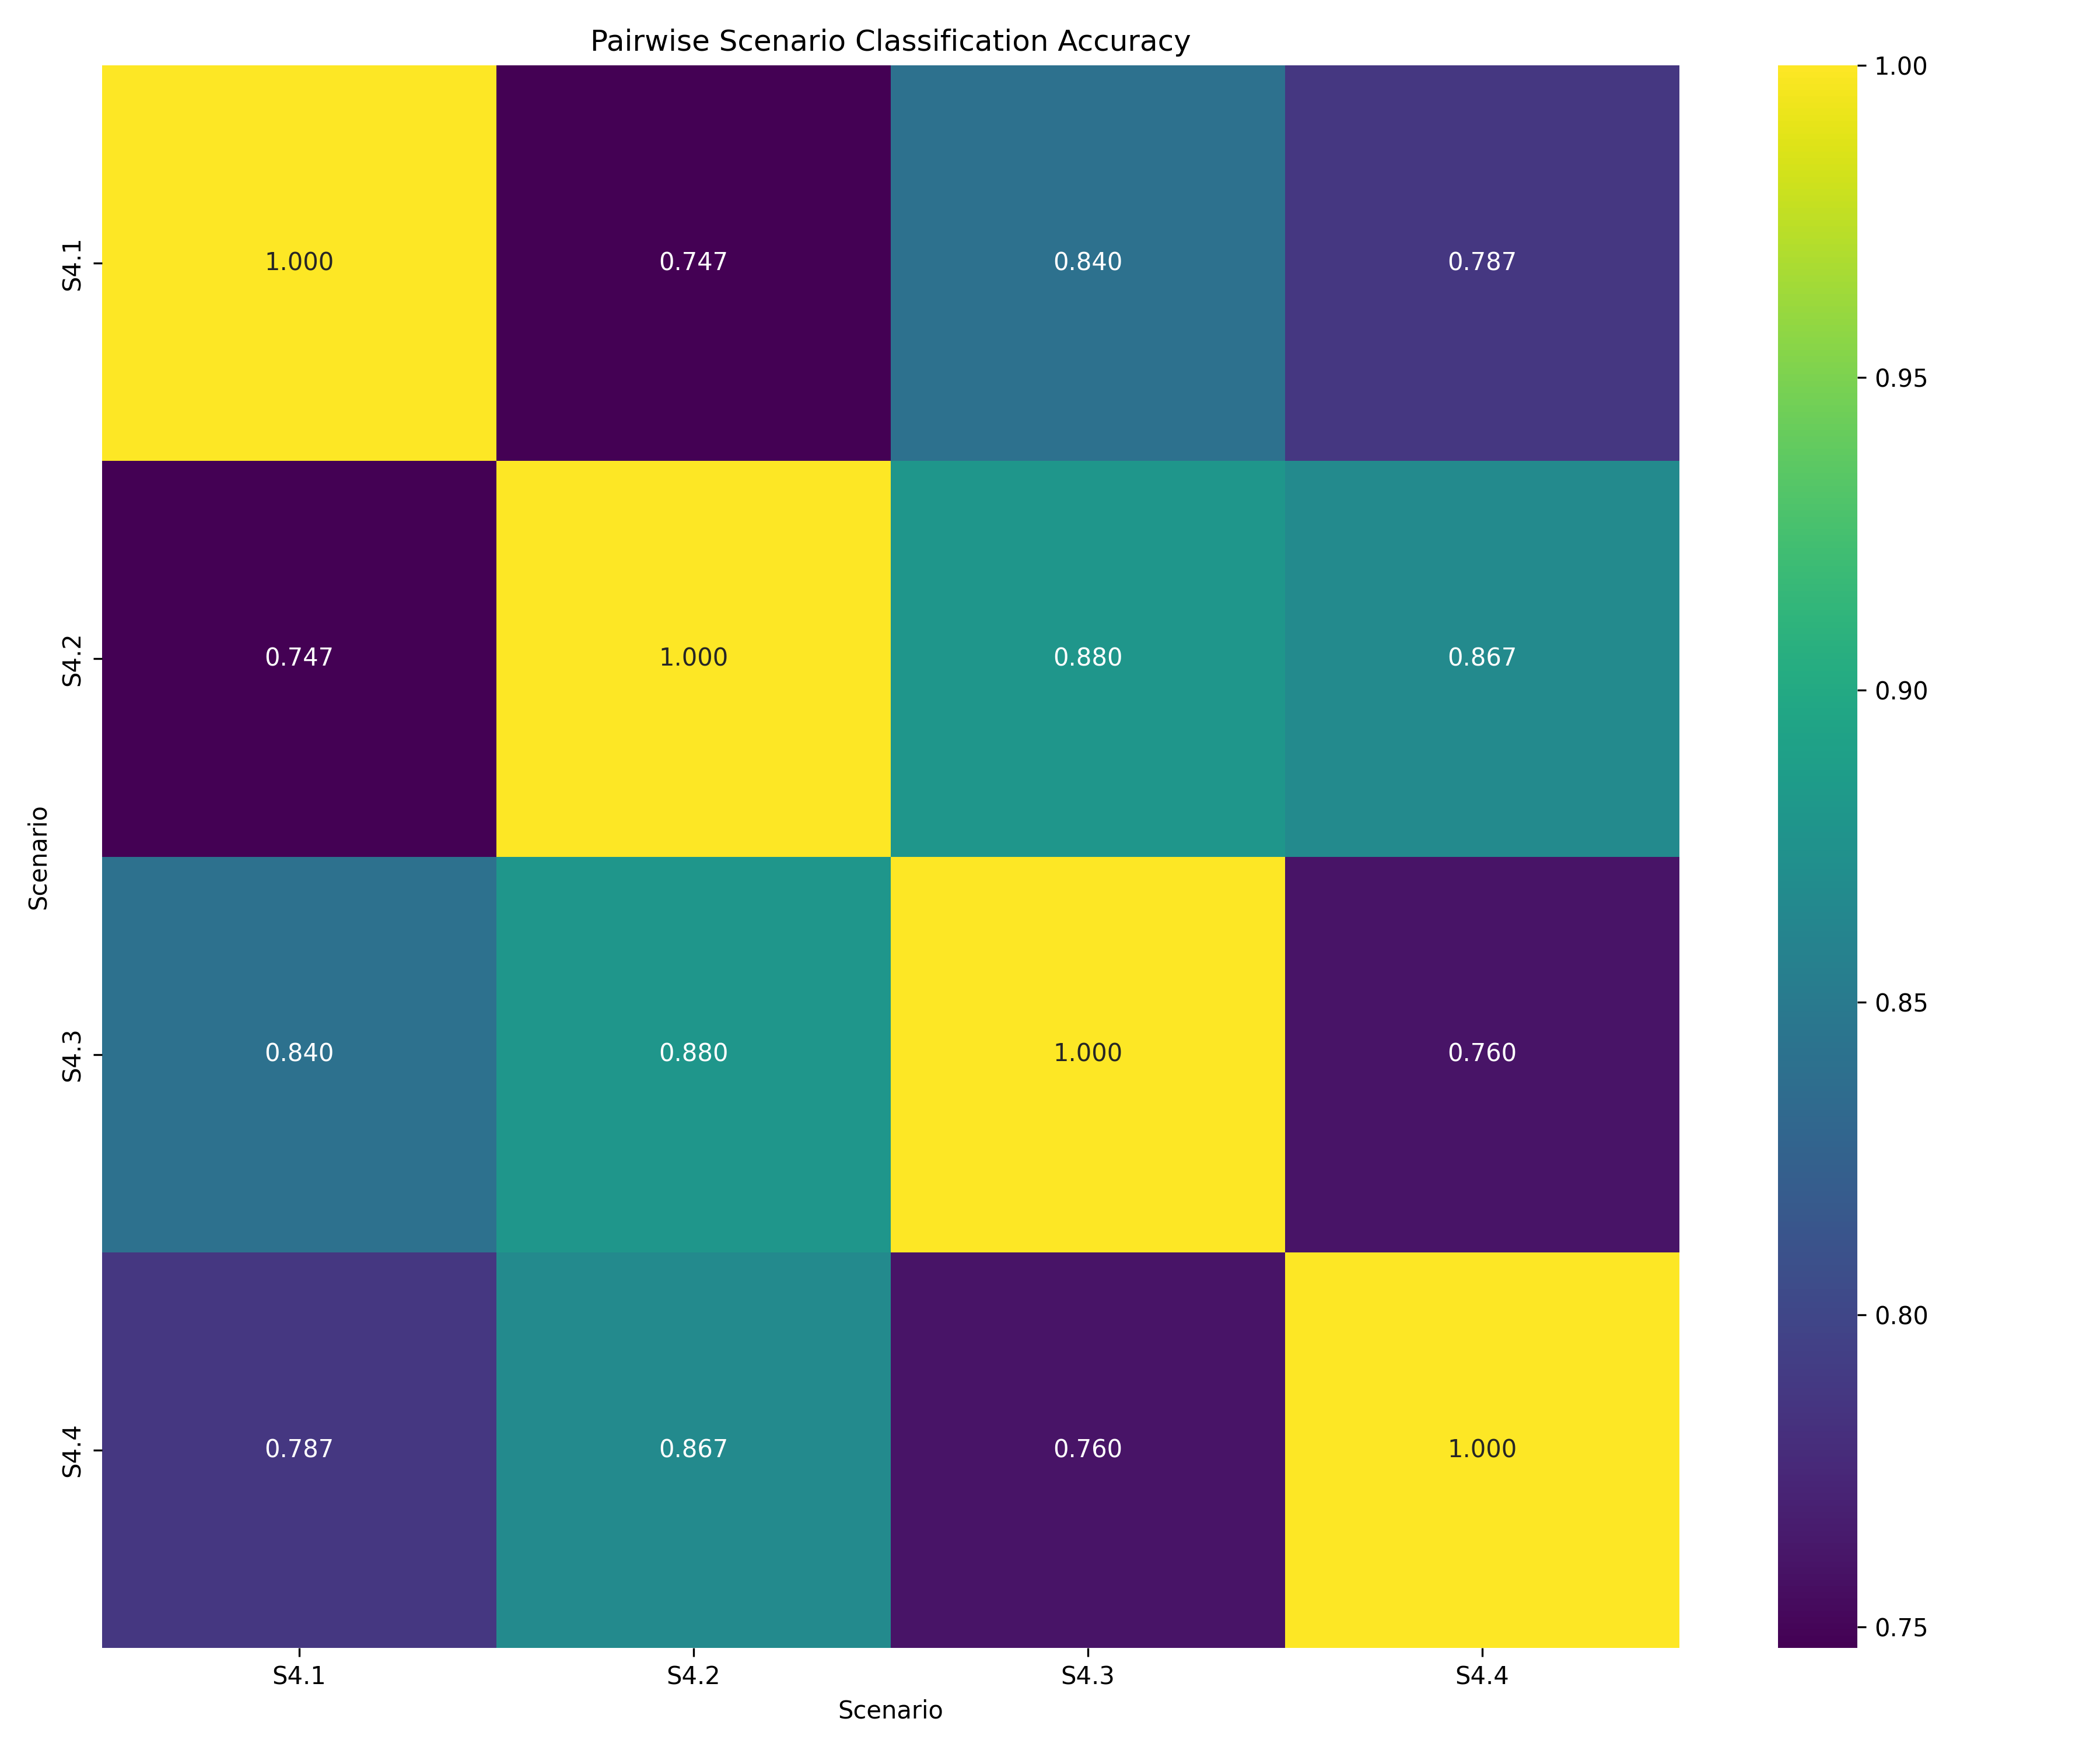 Pairwise Scenario Classification Accuracy
1.00
S4.1
1.000 0.747 0.840 0.787
0.95
S4.2
0.747 1.000 0.880 0.867
0.90
Scenario
0.85
S4.3
0.840 0.880 1.000 0.760
0.80
S4.4
0.787 0.867 0.760 1.000
0.75
S4.1 S4.2 S4.3 S4.4
Scenario